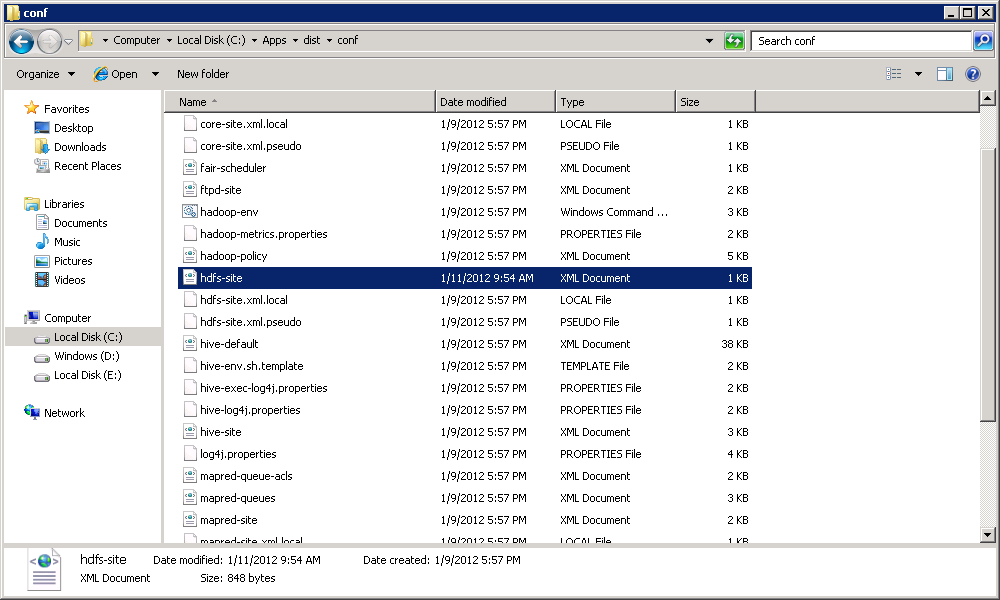 conf
Computer Local Disk (C:) Apps dist conf
Search conf
Organize Open New folder
Favorites
Desktop
Downloads
Recent Places
Libraries
Documents
Music
Pictures
Videos
Computer
Local Disk (C:)
Windows (D:)
Local Disk (E:)
Network
Name Date modified Type Size
core-site.xml.local 1/9/2012 5:57 PM LOCAL File 1 KB
core-site.xml.pseudo 1/9/2012 5:57 PM PSEUDO File 1 KB
fair-scheduler 1/9/2012 5:57 PM XML Document 1 KB
ftpd-site 1/9/2012 5:57 PM XML Document 2 KB
hadoop-env 1/9/2012 5:57 PM Windows Command ... 3 KB
hadoop-metrics.properties 1/9/2012 5:57 PM PROPERTIES File 2 KB
hadoop-policy 1/9/2012 5:57 PM XML Document 5 KB
hdfs-site 1/11/2012 9:54 AM XML Document 1 KB
hdfs-site.xml.local 1/9/2012 5:57 PM LOCAL File 1 KB
hdfs-site.xml.pseudo 1/9/2012 5:57 PM PSEUDO File 1 KB
hive-default 1/9/2012 5:57 PM XML Document 38 KB
hive-env.sh.template 1/9/2012 5:57 PM TEMPLATE File 2 KB
hive-exec-log4j.properties 1/9/2012 5:57 PM PROPERTIES File 2 KB
hive-log4j.properties 1/9/2012 5:57 PM PROPERTIES File 2 KB
hive-site 1/9/2012 5:57 PM XML Document 3 KB
log4j.properties 1/9/2012 5:57 PM PROPERTIES File 4 KB
mapred-queue-acls 1/9/2012 5:57 PM XML Document 2 KB
mapred-queues 1/9/2012 5:57 PM XML Document 3 KB
mapred-site 1/9/2012 5:57 PM XML Document 2 KB
mapred-site.xml.local 1/9/2012 5:57 PM LOCAL File 1 KB
hdfs-site Date modified: 1/11/2012 9:54 AM Date created: 1/9/2012 5:57 PM
XML Document Size: 848 bytes